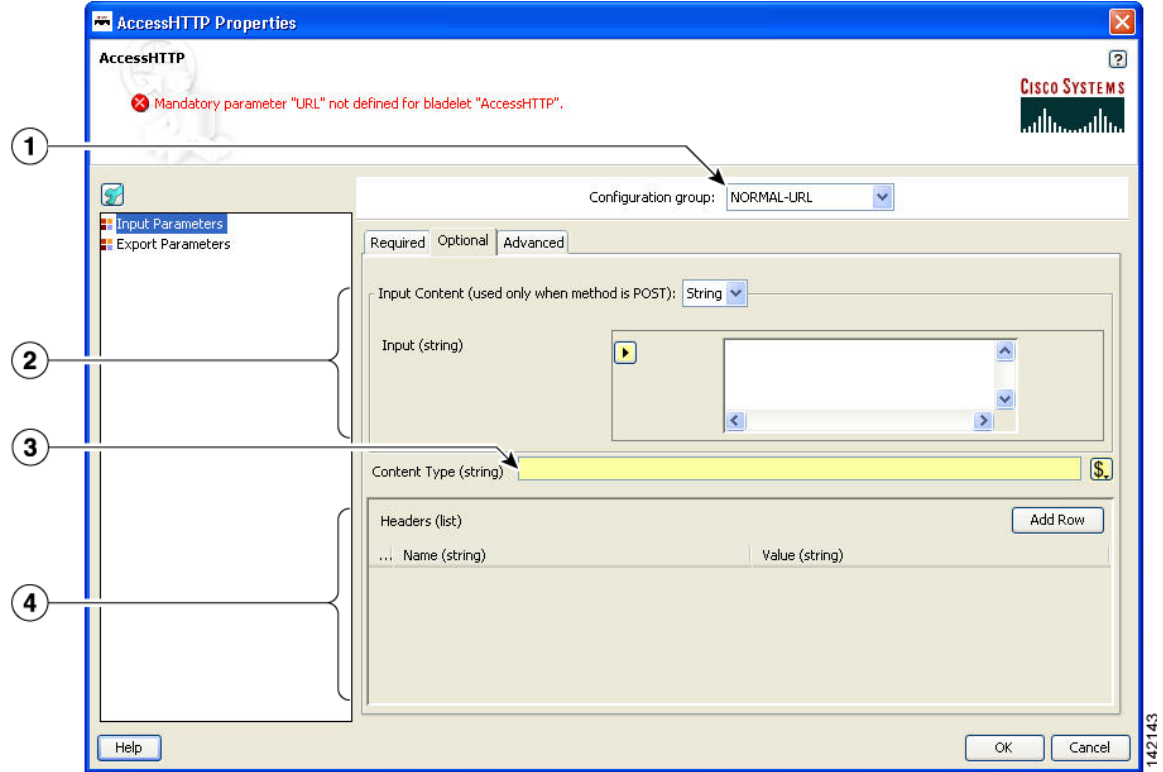 AccessHTTP Properties
AccessHTTP
Mandatory parameter "URL" not defined for bladelet "AccessHTTP".
CISCO SYSTEMS
1
Configuration group: NORMAL-URL
Input Parameters
Export Parameters
Required Optional Advanced
Input Content (used only when method is POST): String
2
Input (string)
3
Content Type (string)
$
4
Headers (list)
Add Row
... Name (string) Value (string)
Help
OK
Cancel
142143